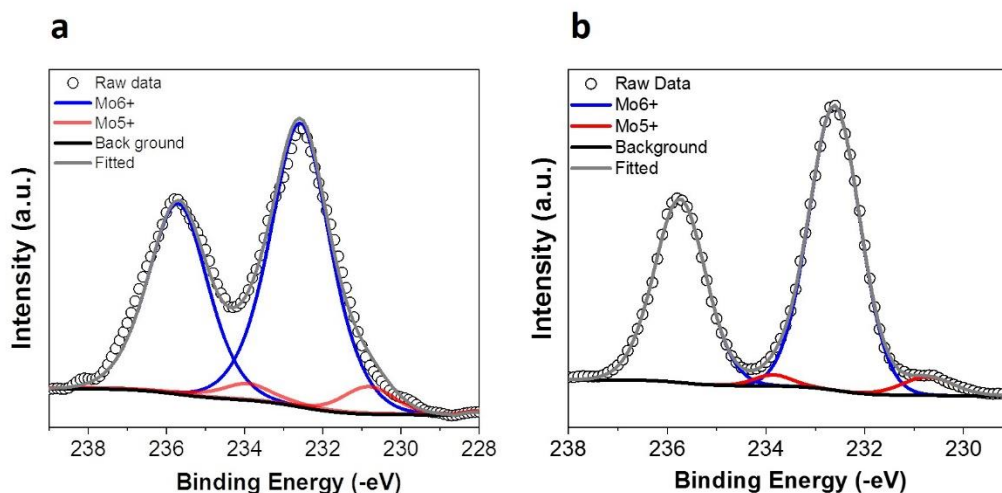 a
Raw data
Mo6+
Mo5+
Back ground
Fitted
Intensity (a.u.)
238 236 234 232 230 228
Binding Energy (-eV)
b
Raw Data
Mo6+
Mo5+
Background
Fitted
Intensity (a.u.)
238 236 234 232 230
Binding Energy (-eV)